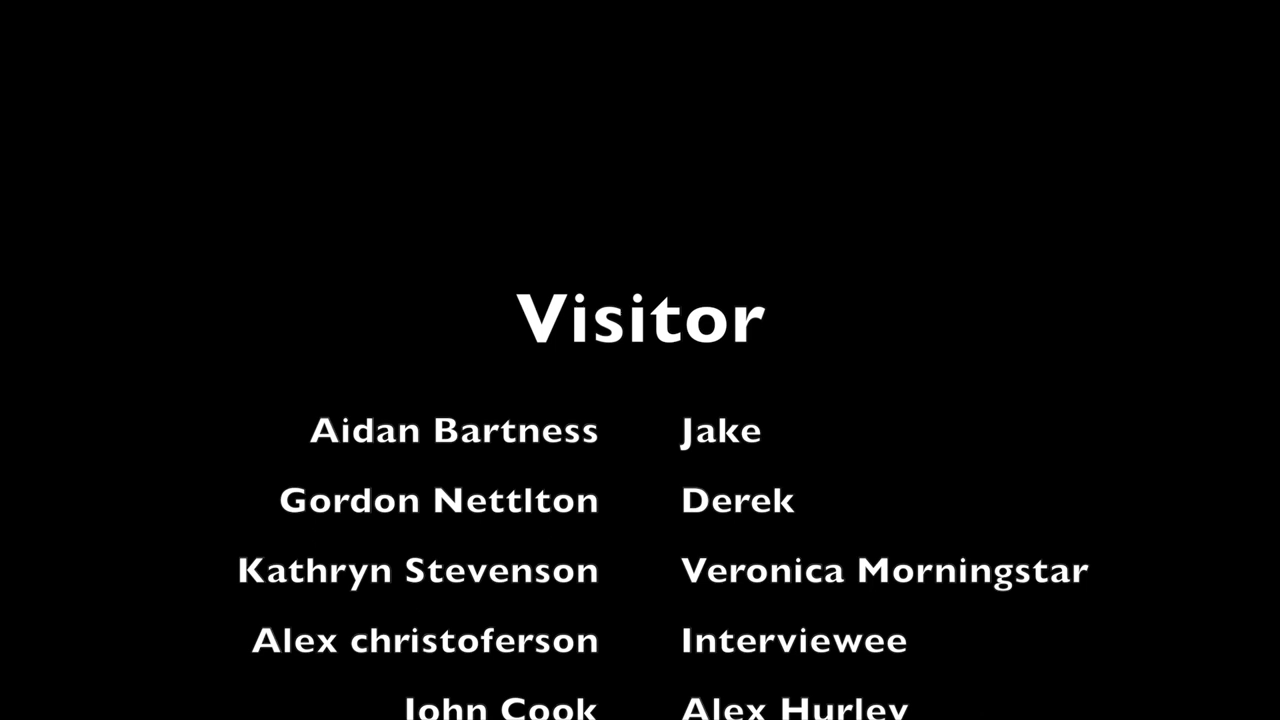 Visitor
Aidan Bartness Jake
Gordon Nettlton Derek
Kathryn Stevenson Veronica Morningstar
Alex christoferson Interviewee
John Cook Alex Hurley